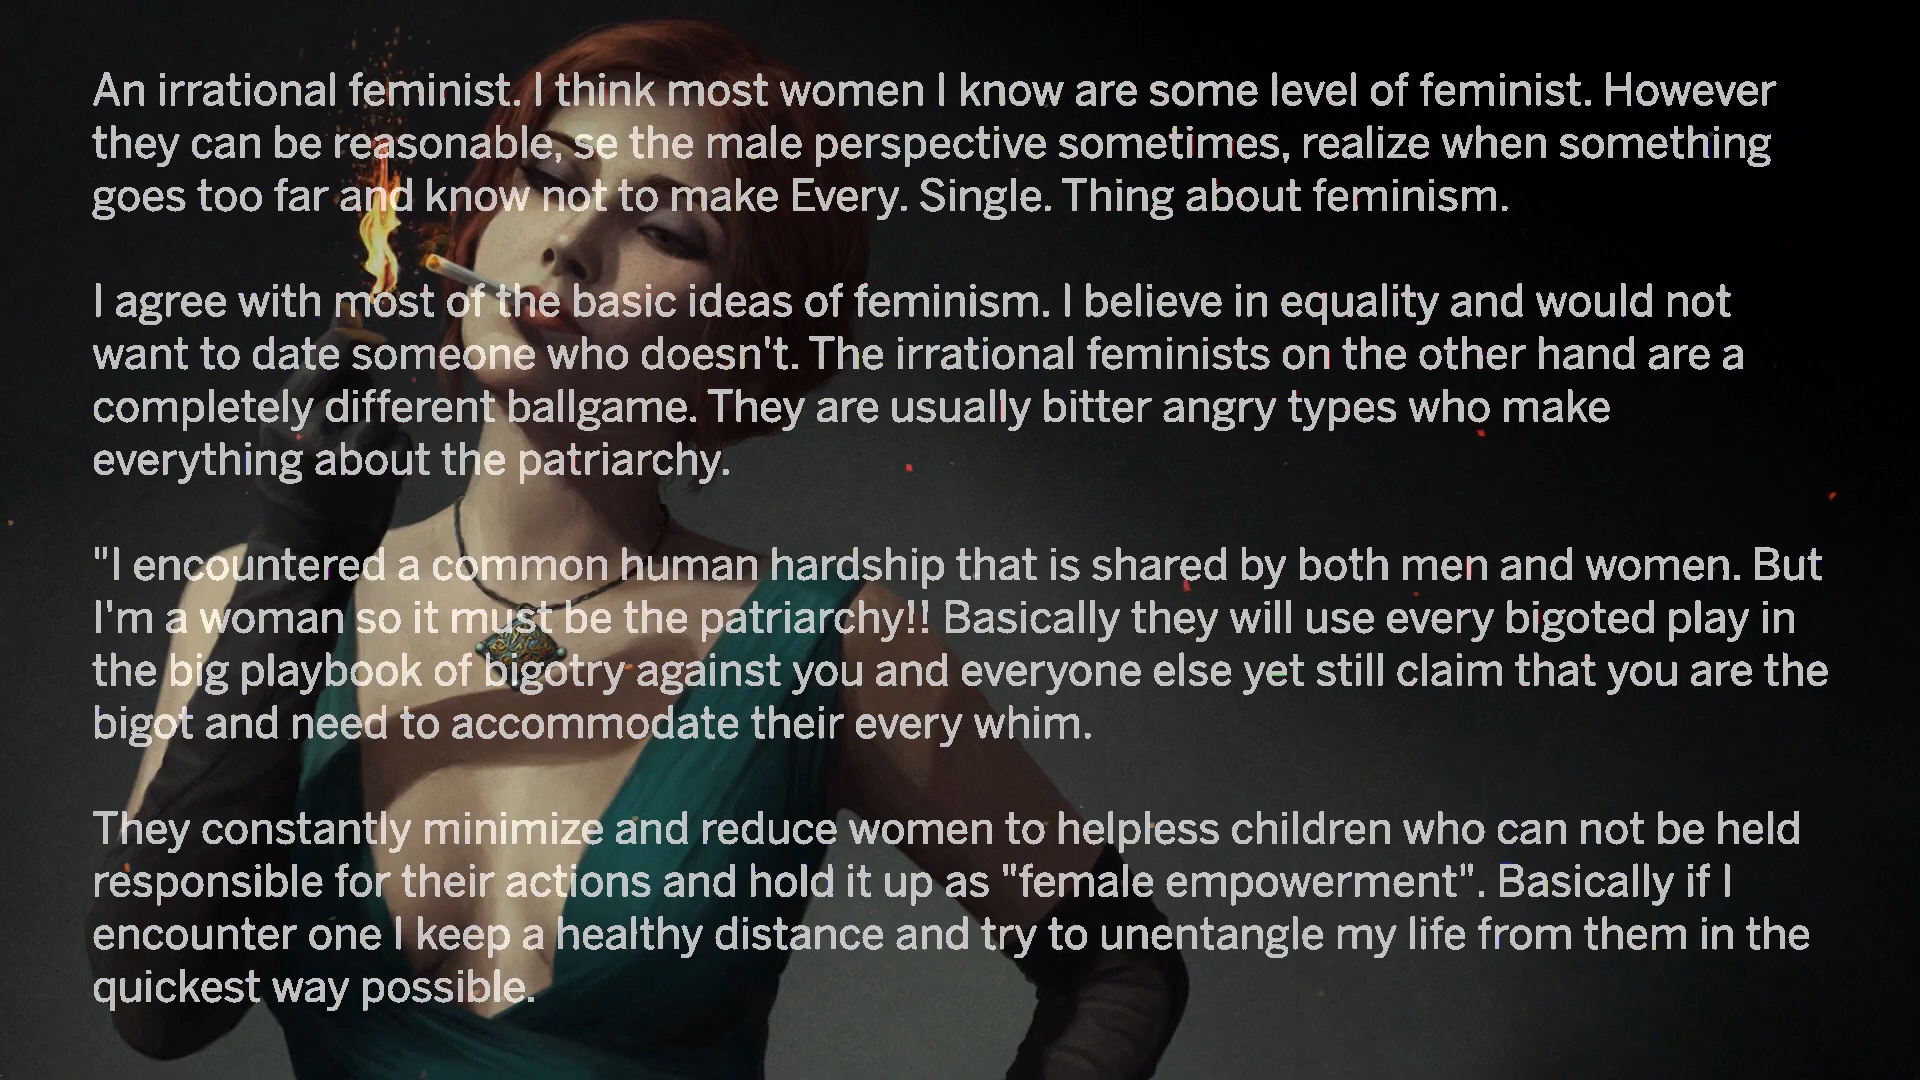 An irrational feminist. I think most women I know are some level of feminist. However
they can be reasonable, se the male perspective sometimes, realize when something
goes too far and know not to make Every. Single. Thing about feminism.
I agree with most of the basic ideas of feminism. I believe in equality and would not
want to date someone who doesn't. The irrational feminists on the other hand are a
completely different ballgame. They are usually bitter angry types who make
everything about the patriarchy.
"I encountered a common human hardship that is shared by both men and women. But
I'm a woman so it must be the patriarchy!! Basically they will use every bigoted play in
the big playbook of bigotry against you and everyone else yet still claim that you are the
bigot and need to accommodate their every whim.
They constantly minimize and reduce women to helpless children who can not be held
responsible for their actions and hold it up as "female empowerment". Basically if I
encounter one I keep a healthy distance and try to unentangle my life from them in the
quickest way possible.